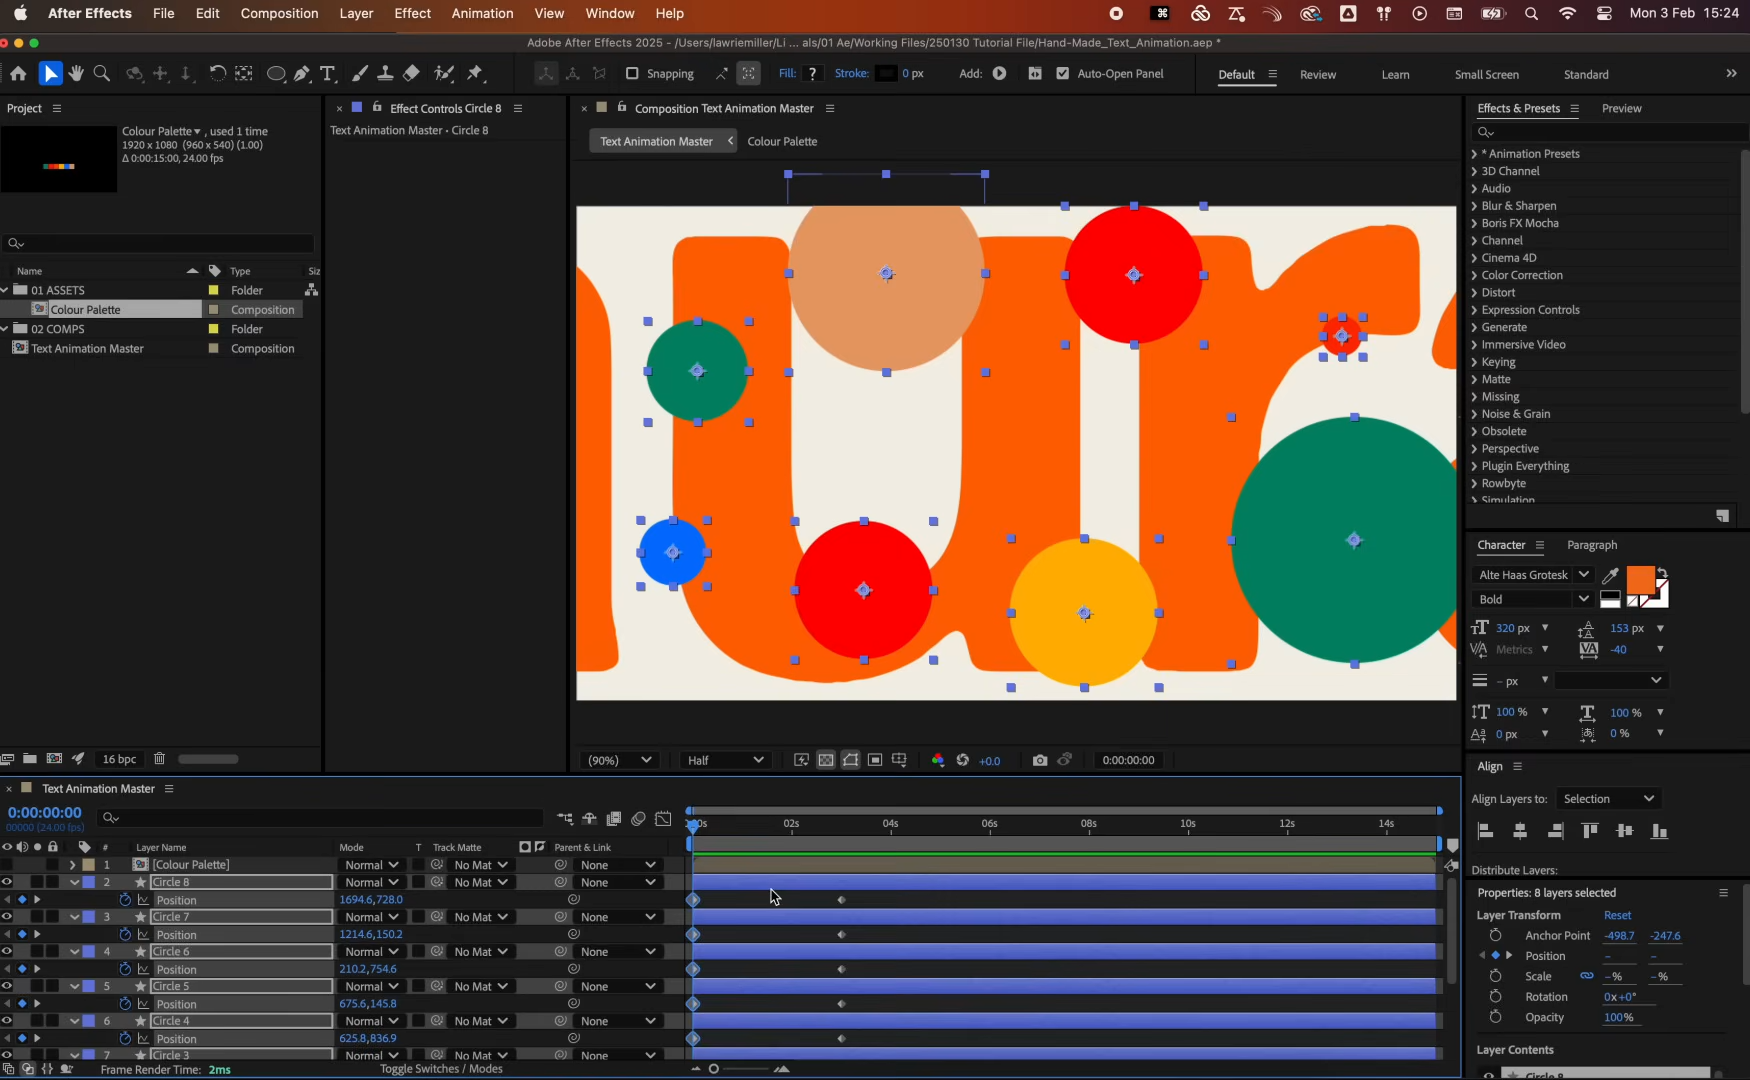 After Effects File Edit Composition Layer Effect Animation View Window Help Mon 3 Feb 15:24
Adobe After Effects 2025 - /Users/lawriemiller/Li ... als/01 Ae/Working Files/250130 Tutorial File/Hand-Made_Text_Animation.aep *
Snapping Fill: ? Stroke: 0 px Add: Auto-Open Panel Default Review Learn Small Screen Standard
Project
Colour Palette , used 1 time
1920 x 1080 (960 x 540) (1.00)
Δ 0:00:15:00, 24.00 fps
Name Type Siz
01 ASSETS Folder
Colour Palette Composition
02 COMPS Folder
Text Animation Master Composition
16 bpc
Effect Controls Circle 8
Text Animation Master • Circle 8
Composition Text Animation Master
Text Animation Master Colour Palette
(90%) Half +0.0 0:00:00:00
Effects & Presets Preview
* Animation Presets
3D Channel
Audio
Blur & Sharpen
Boris FX Mocha
Channel
Cinema 4D
Color Correction
Distort
Expression Controls
Generate
Immersive Video
Keying
Matte
Missing
Noise & Grain
Obsolete
Perspective
Plugin Everything
Rowbyte
Simulation
Character Paragraph
Alte Haas Grotesk
Bold
320 px 153 px
Metrics -40
– px
100 % 100 %
0 px 0 %
Align
Align Layers to: Selection
Distribute Layers:
Properties: 8 layers selected
Layer Transform Reset
Anchor Point -498.7 -247.6
Position – –
Scale –% –%
Rotation 0x+0°
Opacity 100%
Layer Contents
Circle 8
Text Animation Master
0:00:00:00
00000 (24.00 fps)
02s 04s 06s 08s 10s 12s 14s
# Layer Name Mode T Track Matte Parent & Link
1 [Colour Palette] Normal No Mat None
2 Circle 8 Normal No Mat None
Position 1694.6,728.0
3 Circle 7 Normal No Mat None
Position 1214.6,150.2
4 Circle 6 Normal No Mat None
Position 210.2,754.6
5 Circle 5 Normal No Mat None
Position 675.6,145.8
6 Circle 4 Normal No Mat None
Position 625.8,836.9
7 Circle 3 Normal No Mat None
Frame Render Time: 2ms Toggle Switches / Modes